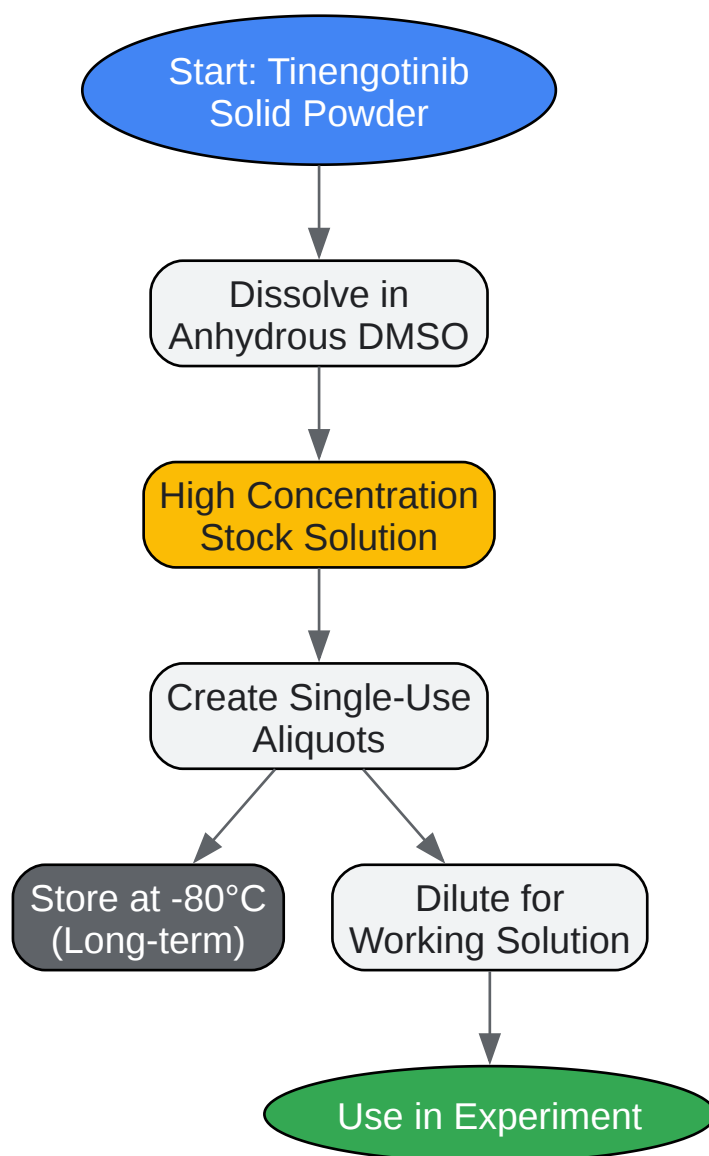 Start: Tinengotinib
Solid Powder
Dissolve in
Anhydrous DMSO
High Concentration
Stock Solution
Create Single-Use
Aliquots
Store at -80°C
(Long-term)
Dilute for
Working Solution
Use in Experiment